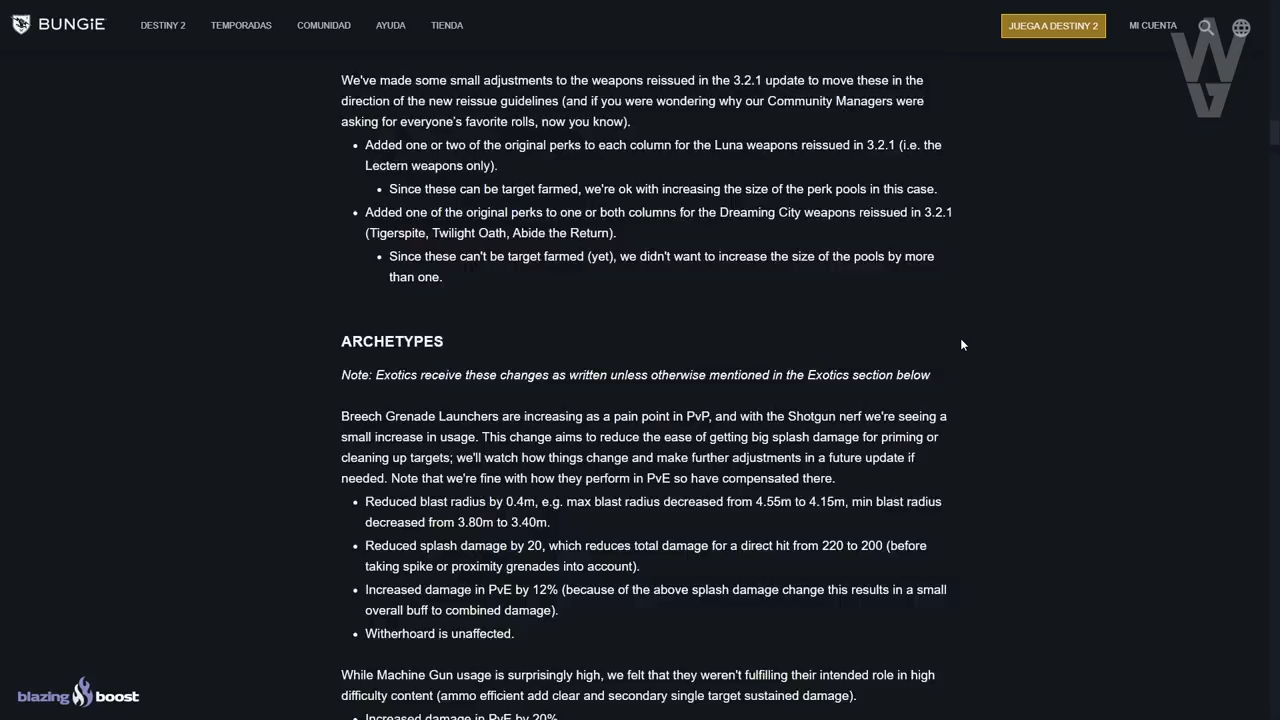 BUNGiE
DESTINY 2
TEMPORADAS
COMUNIDAD
AYUDA
TIENDA
JUEGA A DESTINY 2
MI CUENTA
We've made some small adjustments to the weapons reissued in the 3.2.1 update to move these in the
direction of the new reissue guidelines (and if you were wondering why our Community Managers were
asking for everyone's favorite rolls, now you know).
• Added one or two of the original perks to each column for the Luna weapons reissued in 3.2.1 (i.e. the
Lectern weapons only).
• Since these can be target farmed, we're ok with increasing the size of the perk pools in this case.
• Added one of the original perks to one or both columns for the Dreaming City weapons reissued in 3.2.1
(Tigerspite, Twilight Oath, Abide the Return).
• Since these can't be target farmed (yet), we didn't want to increase the size of the pools by more
than one.
ARCHETYPES
Note: Exotics receive these changes as written unless otherwise mentioned in the Exotics section below
Breech Grenade Launchers are increasing as a pain point in PvP, and with the Shotgun nerf we're seeing a
small increase in usage. This change aims to reduce the ease of getting big splash damage for priming or
cleaning up targets; we'll watch how things change and make further adjustments in a future update if
needed. Note that we're fine with how they perform in PvE so have compensated there.
• Reduced blast radius by 0.4m, e.g. max blast radius decreased from 4.55m to 4.15m, min blast radius
decreased from 3.80m to 3.40m.
• Reduced splash damage by 20, which reduces total damage for a direct hit from 220 to 200 (before
taking spike or proximity grenades into account).
• Increased damage in PvE by 12% (because of the above splash damage change this results in a small
overall buff to combined damage).
• Witherhoard is unaffected.
While Machine Gun usage is surprisingly high, we felt that they weren't fulfilling their intended role in high
difficulty content (ammo efficient add clear and secondary single target sustained damage).
• Increased damage in PvE by 20%
blazing boost